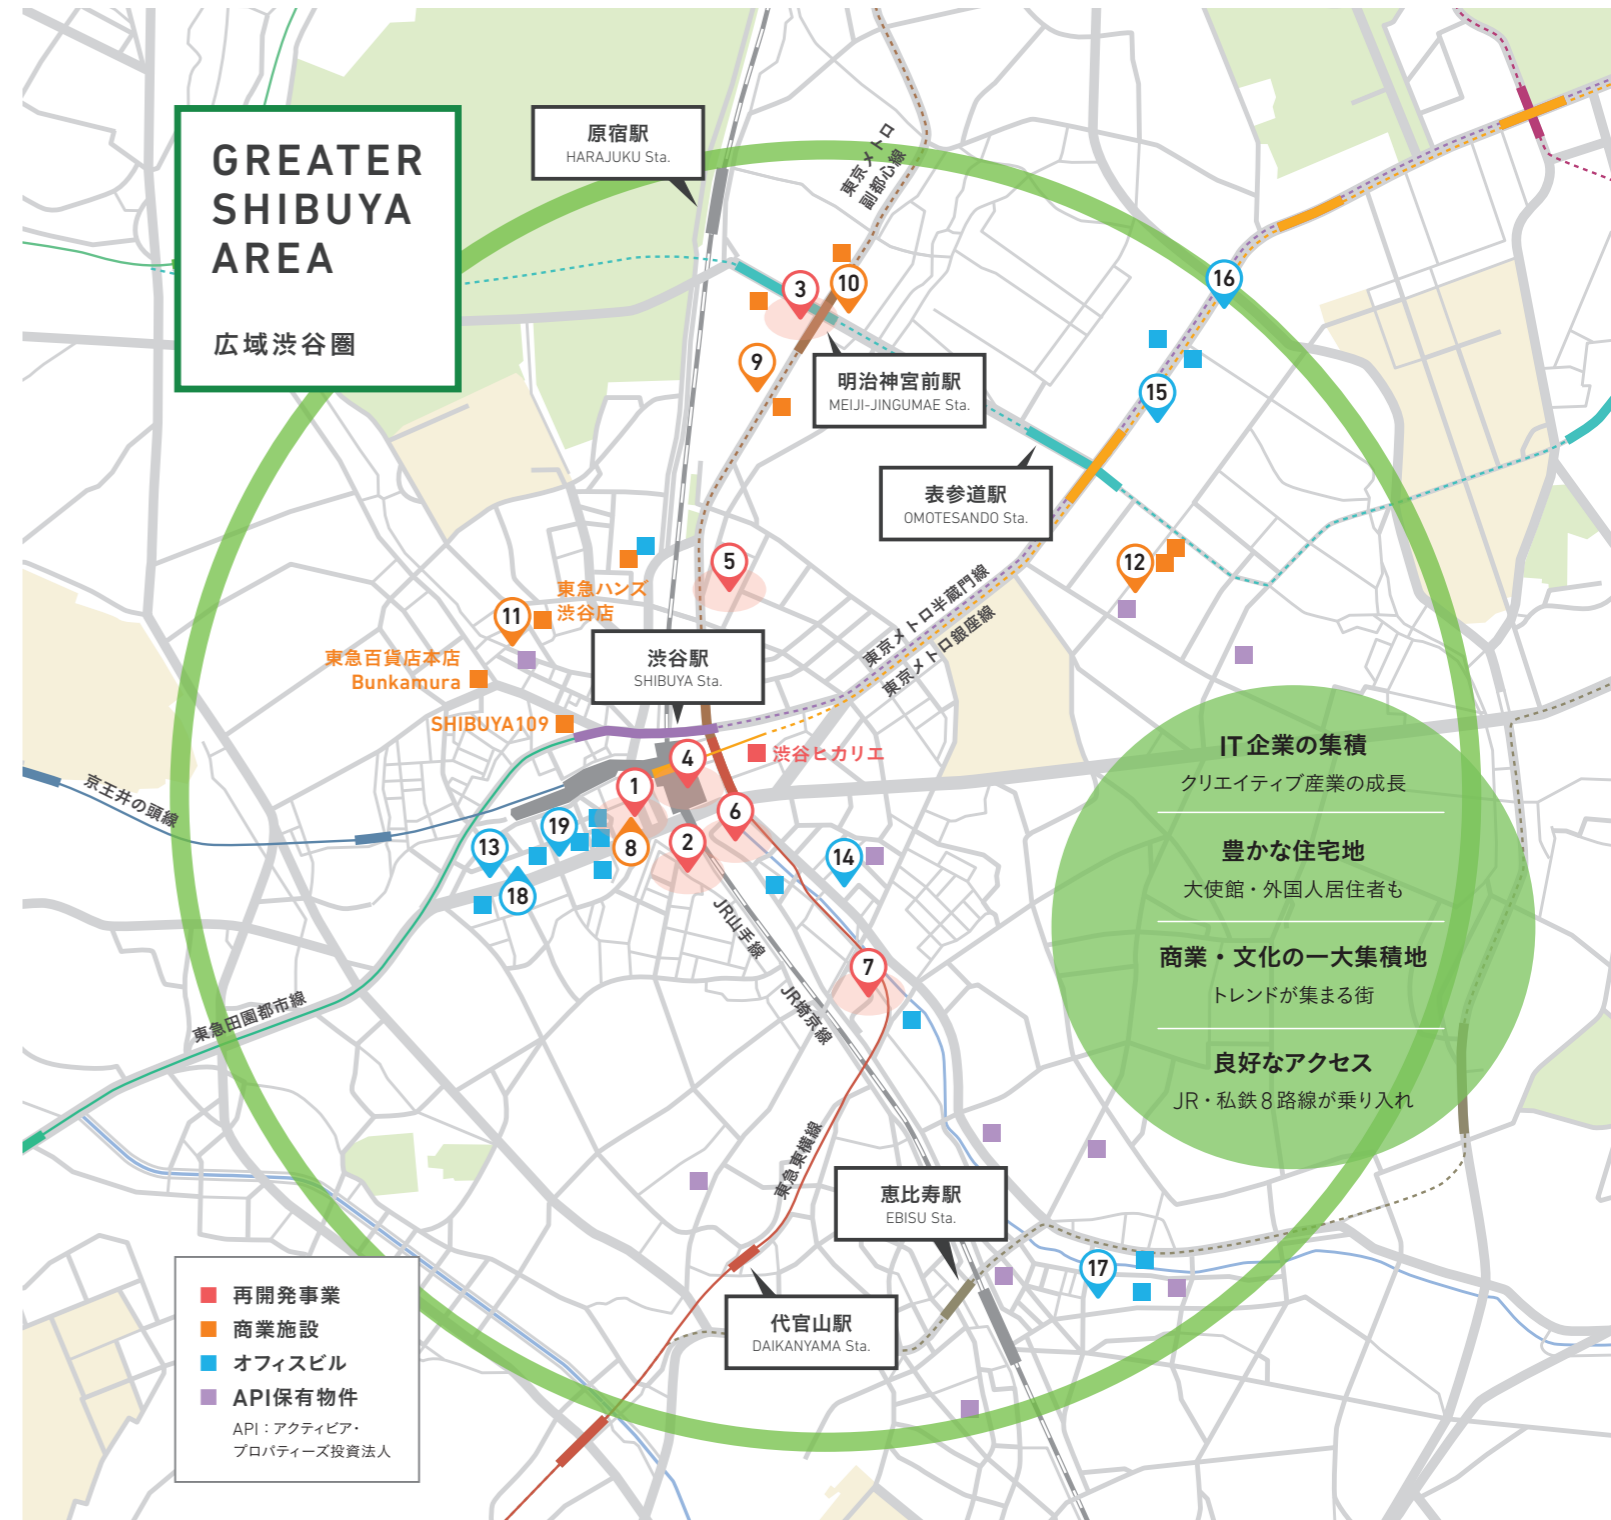 GREATER
SHIBUYA
AREA
広域渋谷圏
原宿駅
HARAJUKU Sta.
東京メトロ
副都心線
3
10
16
9
明治神宮前駅
MEIJI-JINGUMAE Sta.
15
表参道駅
OMOTESANDO Sta.
5
12
東急ハンズ
渋谷店
11
東京メトロ半蔵門線
東京メトロ銀座線
渋谷駅
SHIBUYA Sta.
東急百貨店本店
Bunkamura
SHIBUYA109
渋谷ヒカリエ
4
1
6
京王井の頭線
13
19
8
2
14
18
JR山手線
7
JR埼京線
東急田園都市線
IT企業の集積
クリエイティブ産業の成長
豊かな住宅地
大使館・外国人居住者も
商業・文化の一大集積地
トレンドが集まる街
良好なアクセス
JR・私鉄8路線が乗り入れ
東急東横線
恵比寿駅
EBISU Sta.
17
代官山駅
DAIKANYAMA Sta.
再開発事業
商業施設
オフィスビル
API保有物件
API：アクティビア・
プロパティーズ投資法人